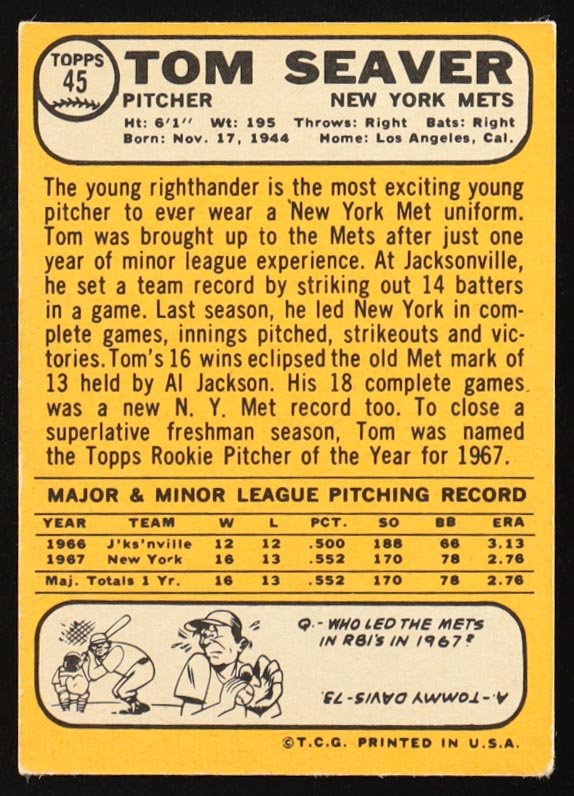 TOPPS
45
TOM SEAVER
PITCHER NEW YORK METS
Ht: 6'1" Wt: 195 Throws: Right Bats: Right
Born: Nov. 17, 1944 Home: Los Angeles, Cal.
The young righthander is the most exciting young
pitcher to ever wear a New York Met uniform.
Tom was brought up to the Mets after just one
year of minor league experience. At Jacksonville,
he set a team record by striking out 14 batters
in a game. Last season, he led New York in com-
plete games, innings pitched, strikeouts and vic-
tories. Tom's 16 wins eclipsed the old Met mark of
13 held by Al Jackson. His 18 complete games
was a new N. Y. Met record too. To close a
superlative freshman season, Tom was named
the Topps Rookie Pitcher of the Year for 1967.
MAJOR & MINOR LEAGUE PITCHING RECORD
YEAR TEAM W L PCT. SO BB ERA
1966 J'ks'nville 12 12 .500 188 66 3.13
1967 New York 16 13 .552 170 78 2.76
Maj. Totals 1 Yr. 16 13 .552 170 78 2.76
Q.-WHO LED THE METS
IN RBI'S IN 1967?
A.-TOMMY DAVIS-73.
©T.C.G. PRINTED IN U.S.A.